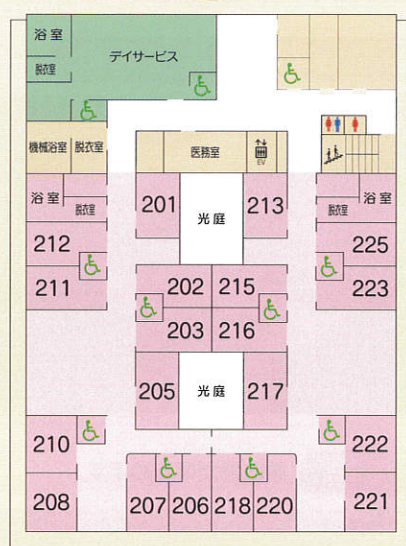 浴室
デイサービス
脱衣室
機械浴室
脱衣室
医務室
EV
浴室
脱衣室
201
光庭
213
脱衣室
浴室
212
225
211
202
215
223
203
216
205
光庭
217
210
222
208
207
206
218
220
221